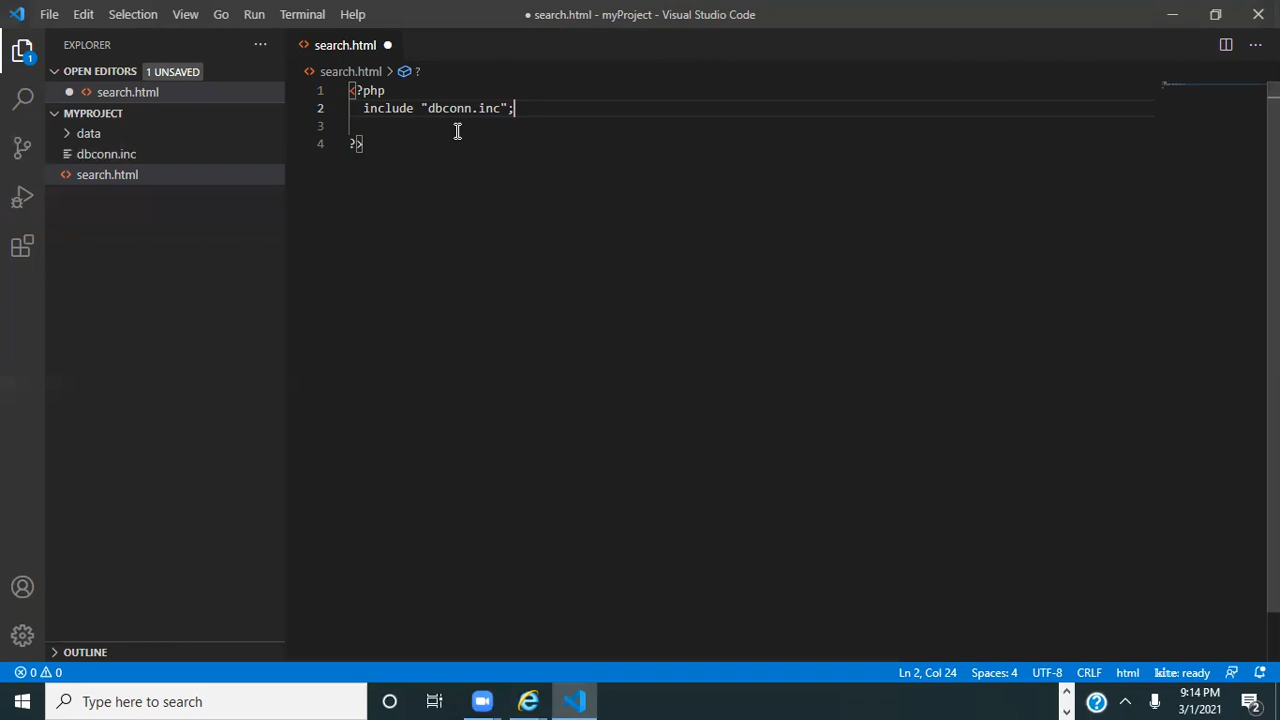 File Edit Selection View Go Run Terminal Help
● search.html - myProject - Visual Studio Code
EXPLORER
search.html
OPEN EDITORS 1 UNSAVED
search.html
MYPROJECT
data
dbconn.inc
search.html
search.html > ?
1 <?php
2 include "dbconn.inc";
3
4 ?>
OUTLINE
1
0 0
Ln 2, Col 24 Spaces: 4 UTF-8 CRLF html kite: ready
Type here to search
9:14 PM
3/1/2021
2